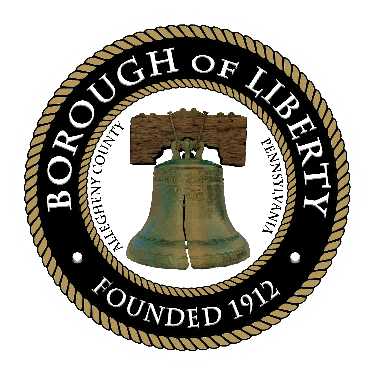 BOROUGH OF LIBERTY
ALLEGHENY COUNTY
PENNSYLVANIA
FOUNDED 1912